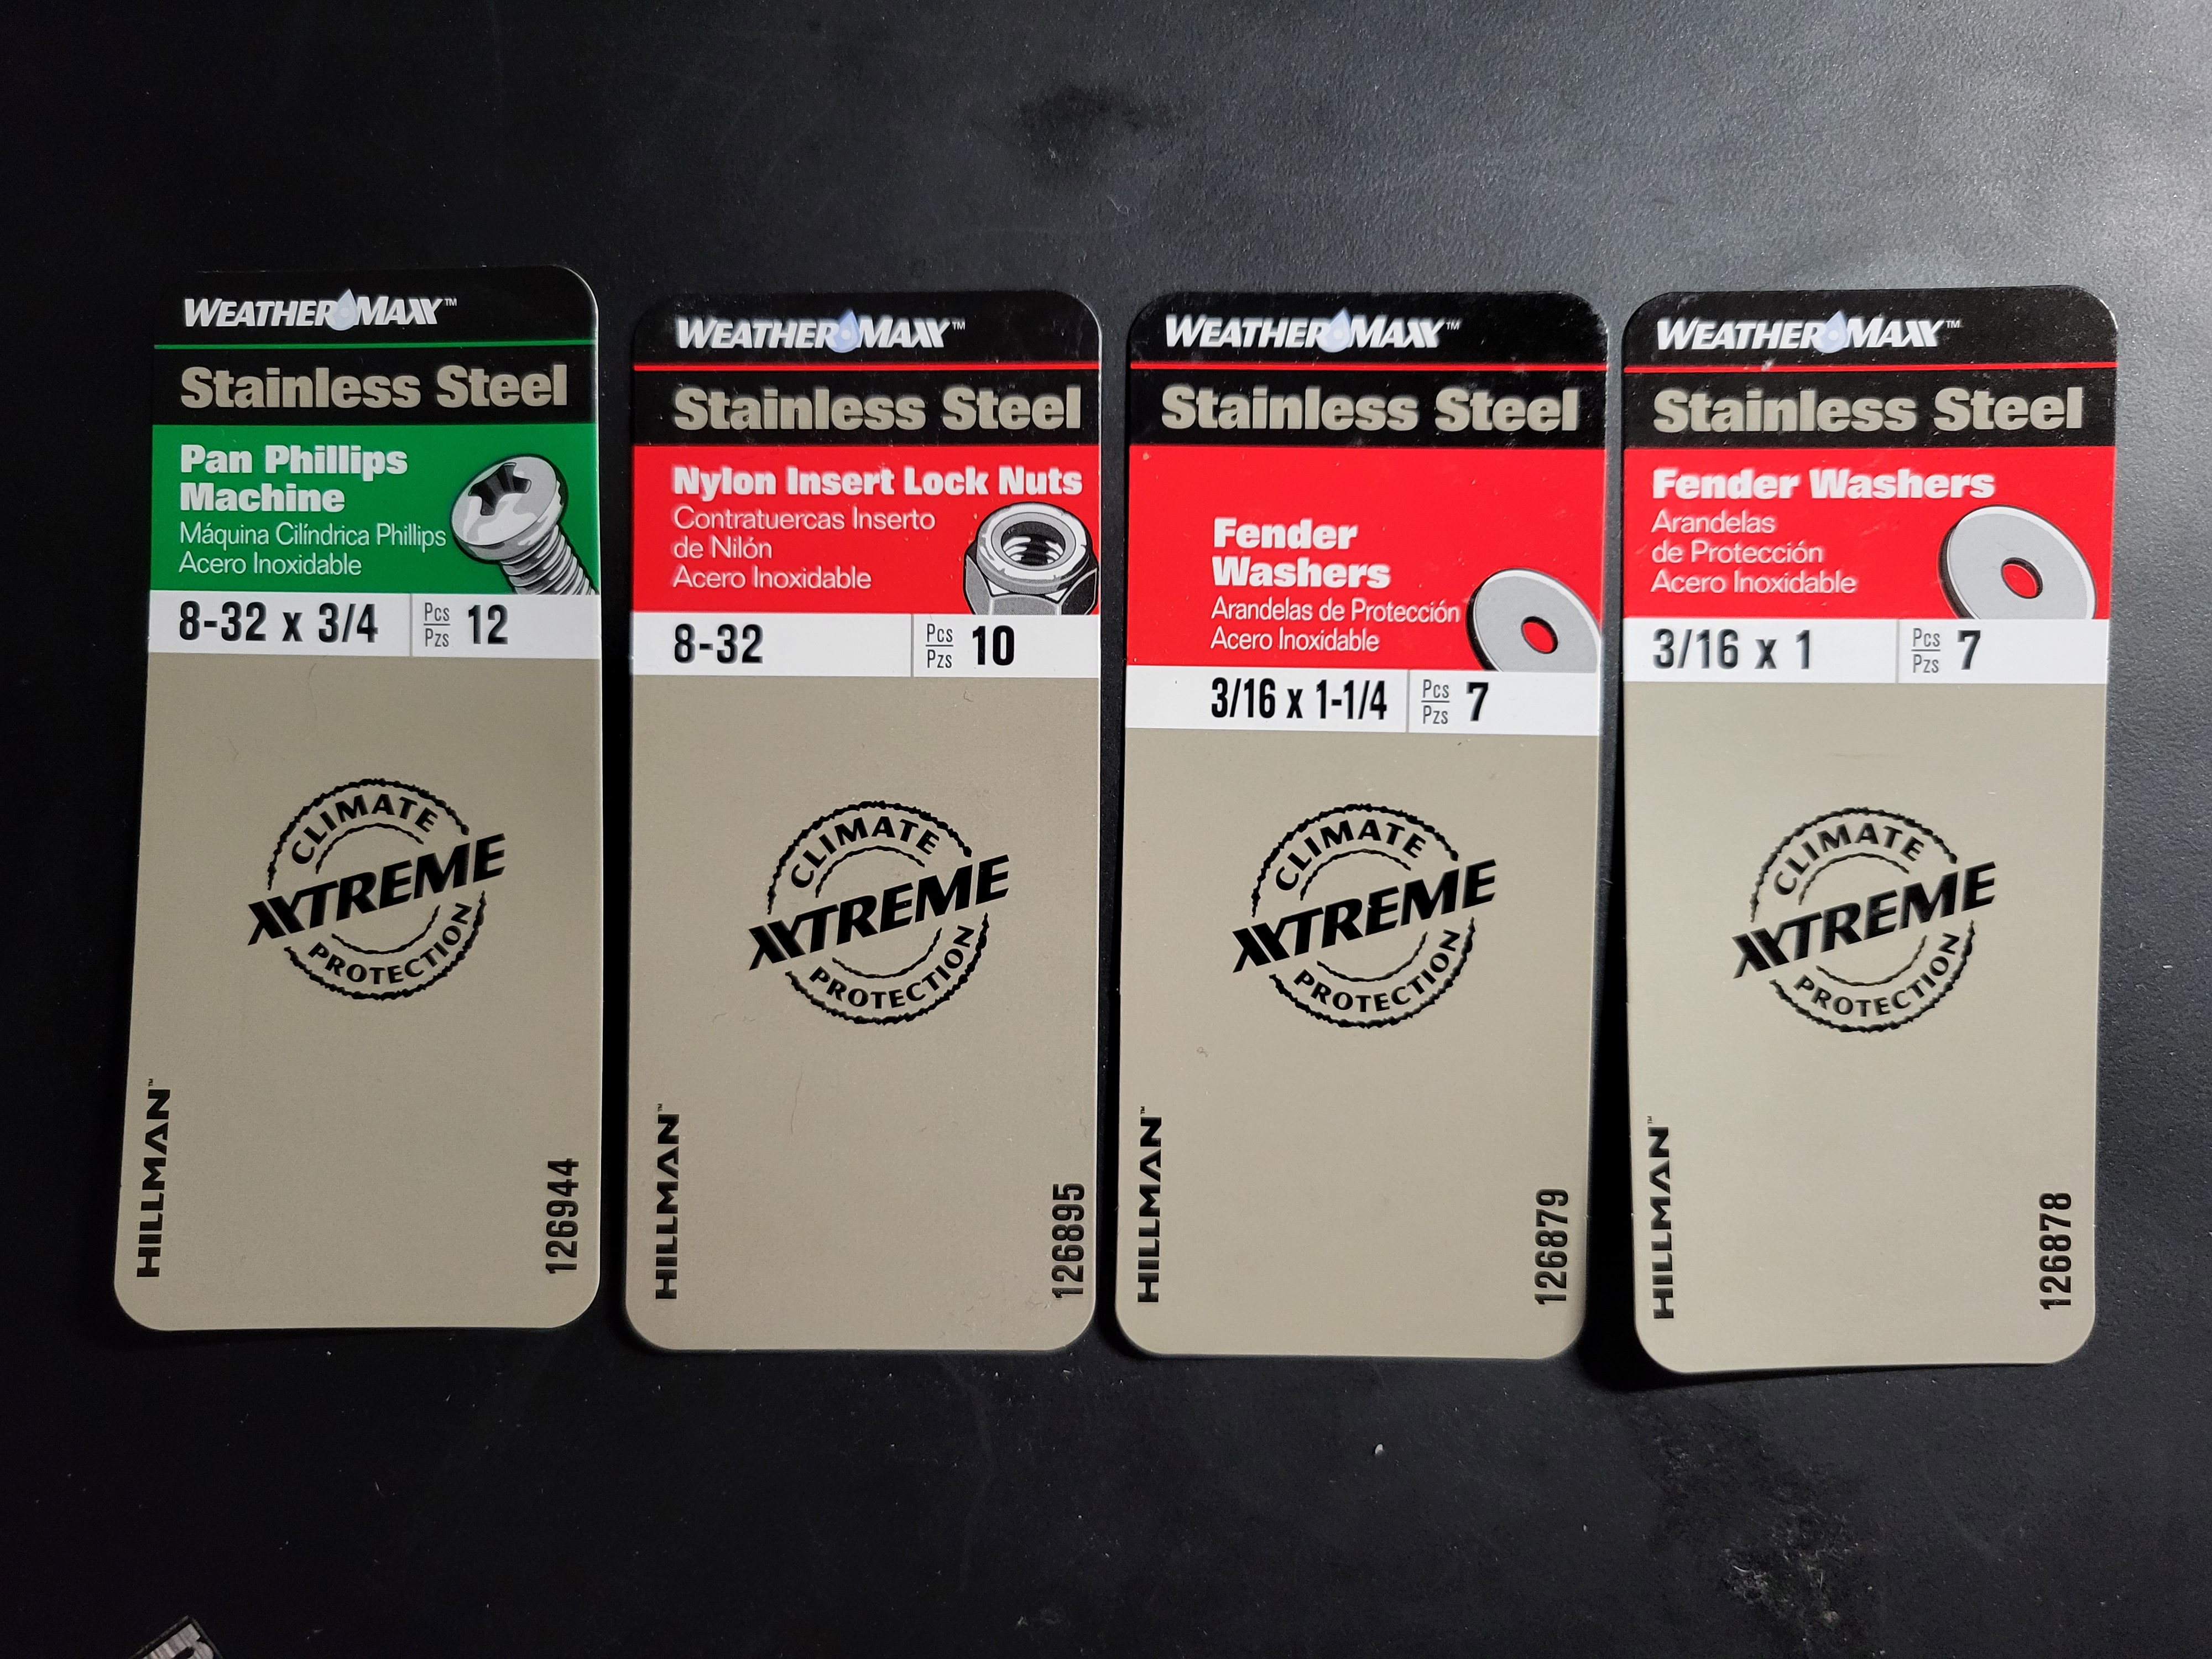 WEATHERMAXX™
Stainless Steel
Pan Phillips
Machine
Máquina Cilíndrica Phillips
Acero Inoxidable
8-32 x 3/4
Pcs
Pzs
12
CLIMATE
XXTREME
PROTECTION
HILLMAN™
126944
WEATHERMAXX™
Stainless Steel
Nylon Insert Lock Nuts
Contratuercas Inserto
de Nilón
Acero Inoxidable
8-32
Pcs
Pzs
10
CLIMATE
XXTREME
PROTECTION
HILLMAN™
126895
WEATHERMAXX™
Stainless Steel
Fender
Washers
Arandelas de Protección
Acero Inoxidable
3/16 x 1-1/4
Pcs
Pzs
7
CLIMATE
XXTREME
PROTECTION
HILLMAN™
126879
WEATHERMAXX™
Stainless Steel
Fender Washers
Arandelas
de Protección
Acero Inoxidable
3/16 x 1
Pcs
Pzs
7
CLIMATE
XXTREME
PROTECTION
HILLMAN™
126878